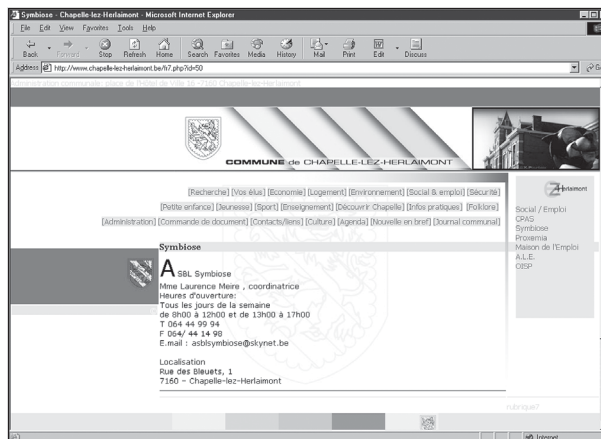 Symbiose - Chapelle-lez-Herlaimont - Microsoft Internet Explorer
File Edit View Favorites Tools Help
Back Forward Stop Refresh Home Search Favorites Media History Mail Print Edit Discuss
Address http://www.chapelle-lez-herlaimont.be/fr7.php?id=50
Administration communale: place de l'Hôtel de Ville 16 -7160 Chapelle-lez-Herlaimont
COMMUNE de CHAPELLE-LEZ-HERLAIMONT
[Recherche] [Vos élus] [Economie] [Logement] [Environnement] [Social & emploi] [Sécurité]
[Petite enfance] [Jeunesse] [Sport] [Enseignement] [Découvrir Chapelle] [Infos pratiques] [Folklore]
[Administration] [Commande de document] [Contacts/liens] [Culture] [Agenda] [Nouvelle en bref] [Journal communal]
Herlaimont
Social / Emploi
CPAS
Symbiose
Proxemia
Maison de l'Emploi
A.L.E.
OISP
Symbiose
ASBL Symbiose
Mme Laurence Meire , coordinatrice
Heures d'ouverture:
Tous les jours de la semaine
de 8h00 à 12h00 et de 13h00 à 17h00
T 064 44 99 94
F 064/ 44 14 98
E.mail : asblsymbiose@skynet.be
Localisation
Rue des Bleuets, 1
7160 - Chapelle-lez-Herlaimont
rubrique7
Internet